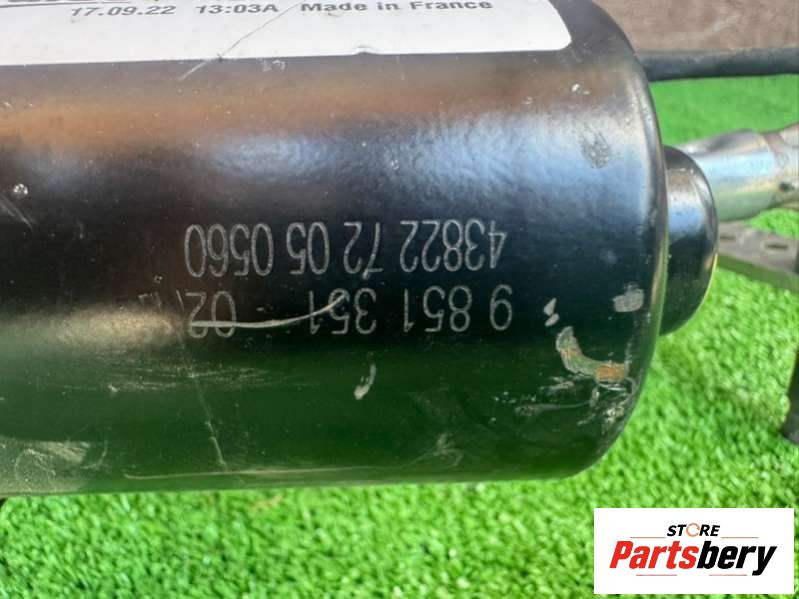 17.09.22 13:03A Made in France
9 851 351 02
43822 72 05 0560
STORE
Partsbery